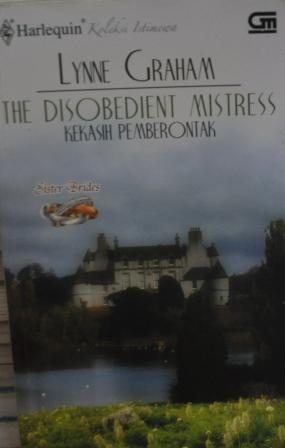 Harlequin® Koleksi Istimewa
GM
LYNNE GRAHAM
THE DISOBEDIENT MISTRESS
KEKASIH PEMBERONTAK
Sister Brides